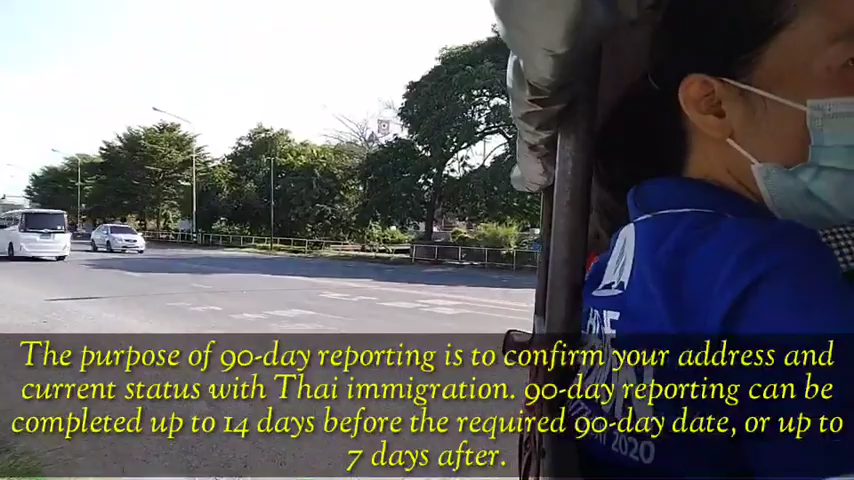 The purpose of 90-day reporting is to confirm your address and
current status with Thai immigration. 90-day reporting can be
completed up to 14 days before the required 90-day date, or up to
7 days after.
2020